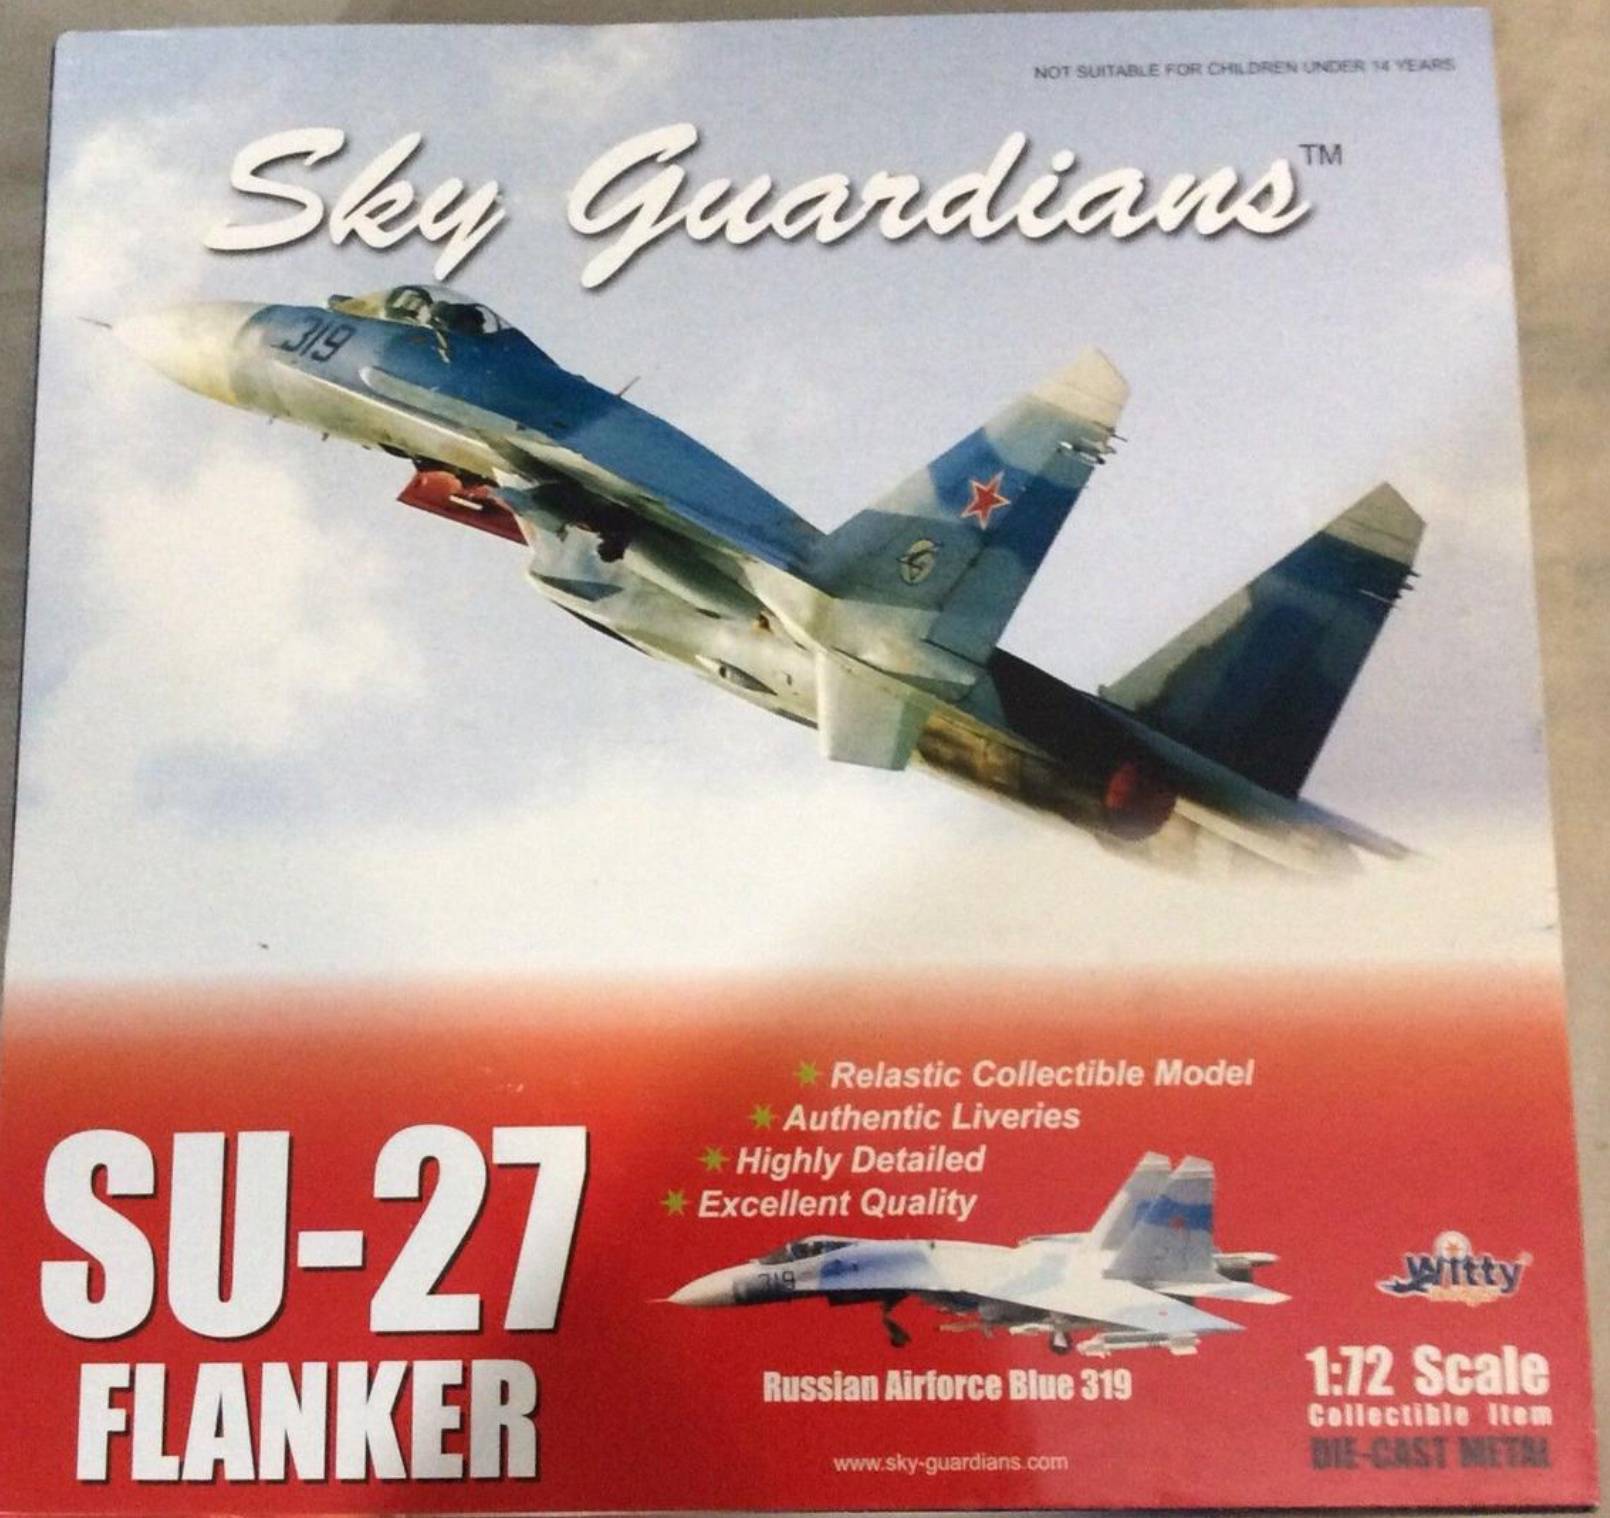 NOT SUITABLE FOR CHILDREN UNDER 14 YEARS
Sky Guardians™
319
Relastic Collectible Model
Authentic Liveries
Highly Detailed
Excellent Quality
SU-27
FLANKER
319
Russian Airforce Blue 319
www.sky-guardians.com
Witty
1:72 Scale
Collectible Item
DIE-CAST METAL